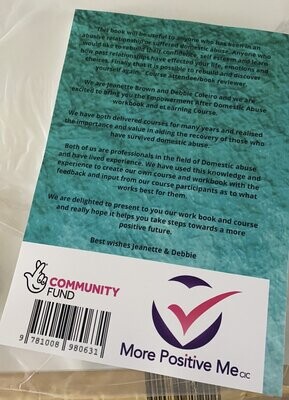 This book will be useful to anyone who has been in an
abusive relationship or suffered domestic abuse. Anyone who
would like to rebuild their confidence, self esteem and learn
how past relationships have effected your life, emotions and
themes. Finally that it is possible to rebuild and discover
yourself again." Course Attendee/book reviewer
We are Jeanette Brown and Debbie Coleiro and we are
excited to bring you the Empowerment After Domestic Abuse
workbook and eLearning Course.
We have both delivered courses for many years and realised
the importance and value in aiding the recovery of those who
have survived domestic abuse.
Both of us are professionals in the field of Domestic abuse
and have lived experience. We have used this knowledge and
experience to create our own course and workbook with the
feedback and input from our course participants as to what
works best for them.
We are delighted to present to you our work book and course
and really hope it helps you take steps towards a more
positive future.
Best wishes Jeanette & Debbie
COMMUNITY
FUND
9 781008 980631
More Positive Me CIC